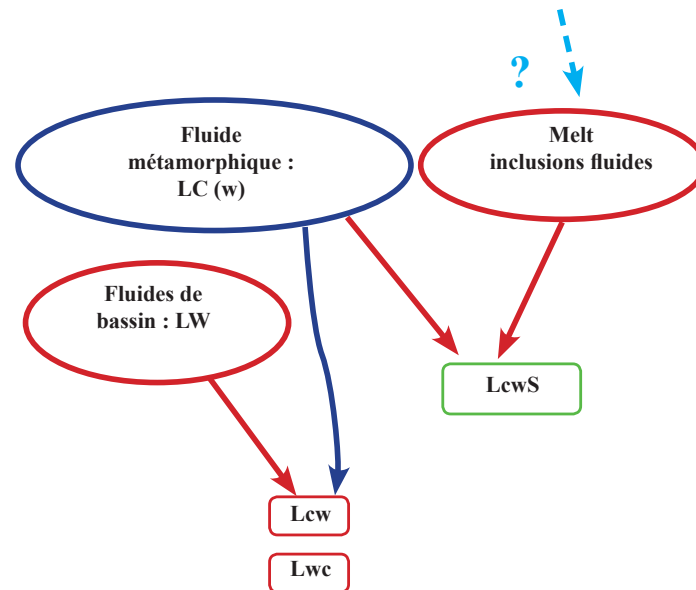 ?
Fluide
métamorphique :
LC (w)
Melt
inclusions fluides
Fluides de
bassin : LW
LcwS
Lcw
Lwc